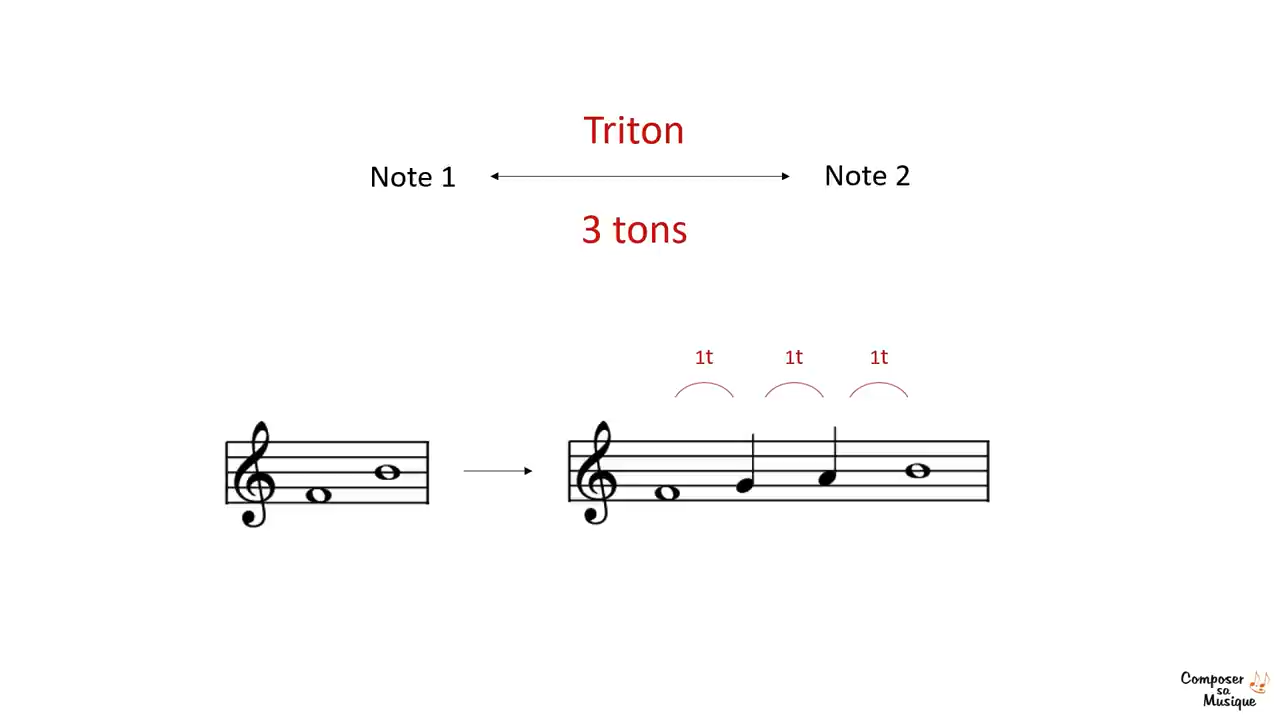 Triton
Note 1
Note 2
3 tons
1t
1t
1t
Composer
sa
Musique